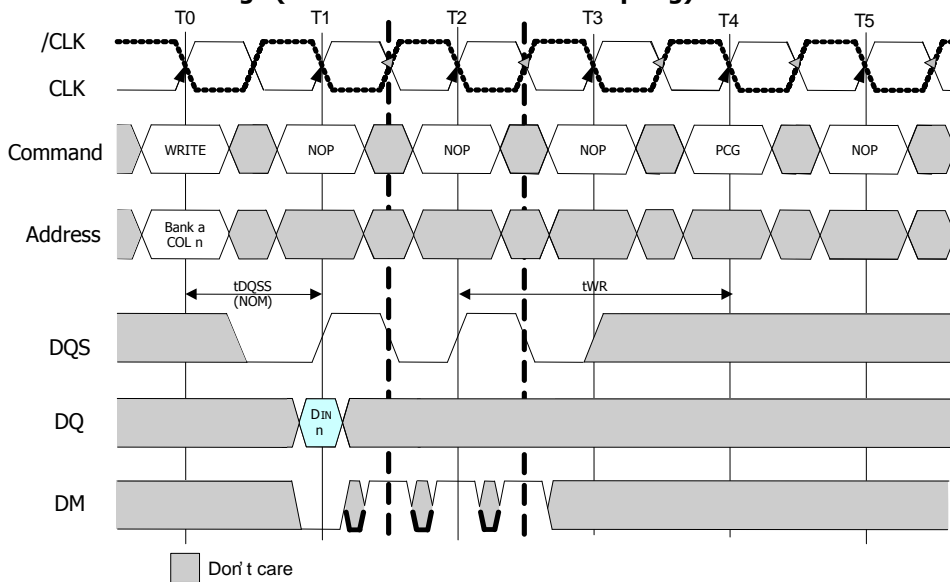 T0 T1 T2 T3 T4 T5
/CLK
CLK
Command WRITE NOP NOP NOP PCG NOP
Address Bank a
COL n
tDQSS
(NOM)
tWR
DQS
DQ DIN
n
DM
Don't care